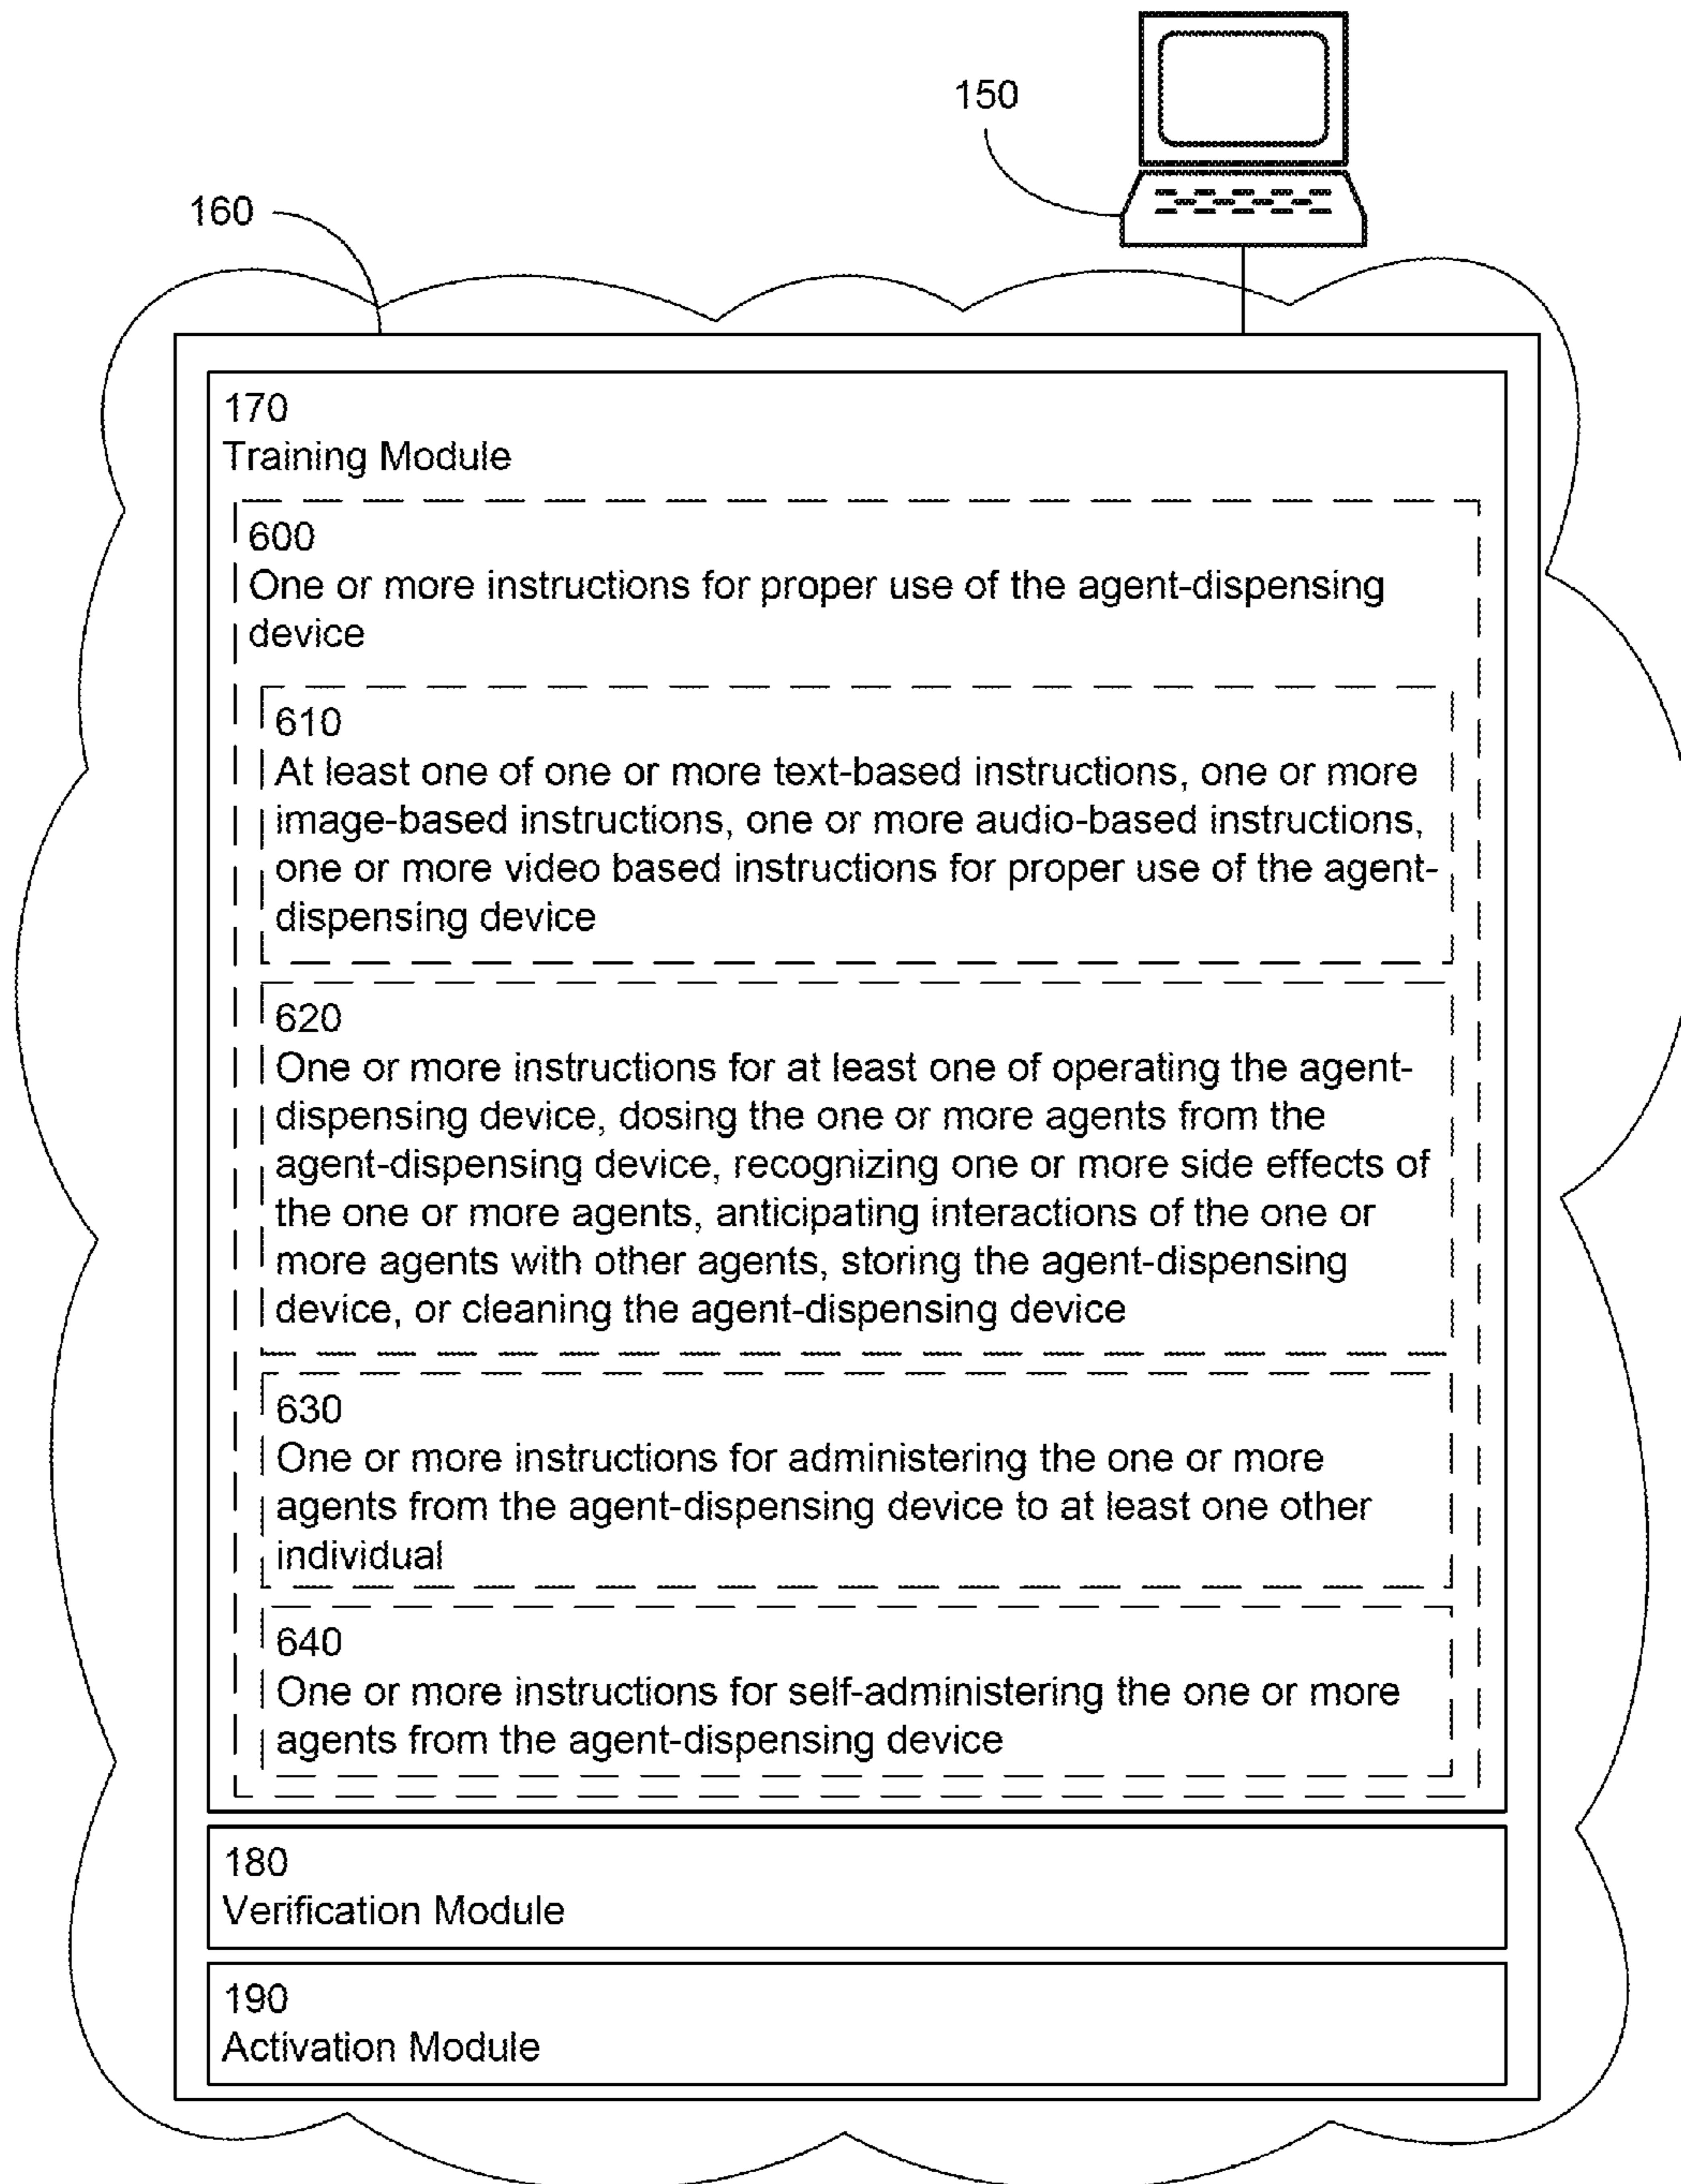 150
160
170
Training Module
600
One or more instructions for proper use of the agent-dispensing
device
610
At least one of one or more text-based instructions, one or more
image-based instructions, one or more audio-based instructions,
one or more video based instructions for proper use of the agent-
dispensing device
620
One or more instructions for at least one of operating the agent-
dispensing device, dosing the one or more agents from the
agent-dispensing device, recognizing one or more side effects of
the one or more agents, anticipating interactions of the one or
more agents with other agents, storing the agent-dispensing
device, or cleaning the agent-dispensing device
630
One or more instructions for administering the one or more
agents from the agent-dispensing device to at least one other
individual
640
One or more instructions for self-administering the one or more
agents from the agent-dispensing device
180
Verification Module
190
Activation Module